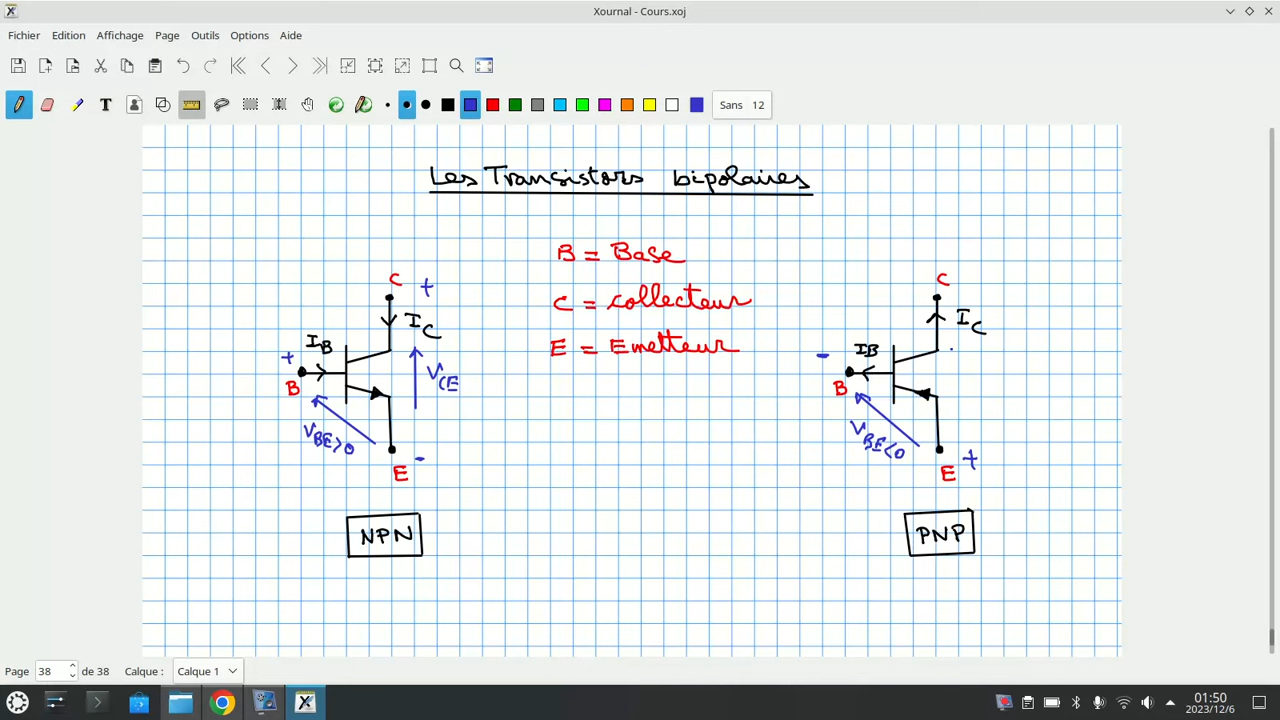 Xournal - Cours.xoj
Fichier Edition Affichage Page Outils Options Aide
Sans 12
Les Transistors bipolaires
B = Base
C = collecteur
E = Emetteur
C +
IC
IB
+
B
VCE
VBE>0
-
E
NPN
C
IC
IB
-
B
VBE<0
+
E
PNP
Page 38 de 38 Calque : Calque 1
01:50
2023/12/6